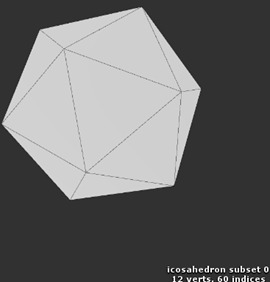 icosahedron subset 0
12 verts, 60 indices